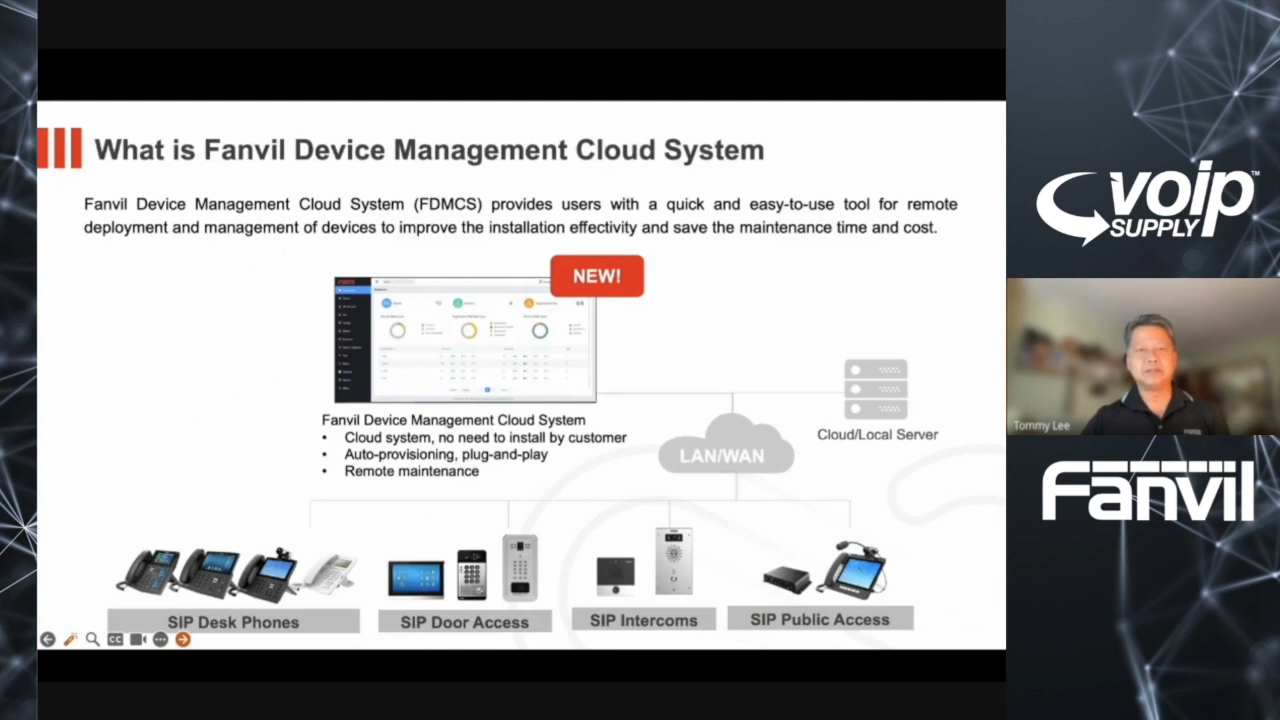 What is Fanvil Device Management Cloud System
Fanvil Device Management Cloud System (FDMCS) provides users with a quick and easy-to-use tool for remote
deployment and management of devices to improve the installation effectivity and save the maintenance time and cost.
NEW!
Fanvil Device Management Cloud System
• Cloud system, no need to install by customer
• Auto-provisioning, plug-and-play
• Remote maintenance
LAN/WAN
Cloud/Local Server
SIP Desk Phones
SIP Door Access
SIP Intercoms
SIP Public Access
CC
voip
SUPPLY
™
Tommy Lee
Fanvil